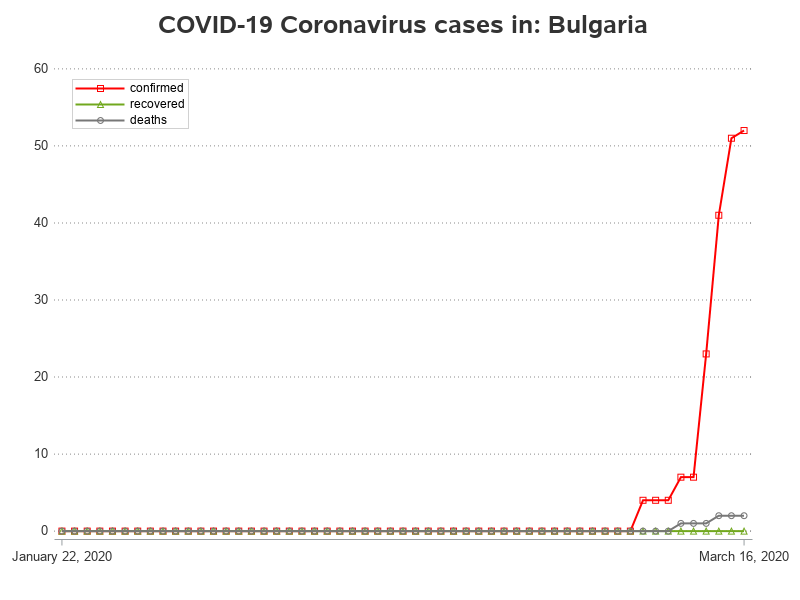 COVID-19 Coronavirus cases in: Bulgaria
60
confirmed
recovered
deaths
50
40
30
20
10
0
January 22, 2020 March 16, 2020